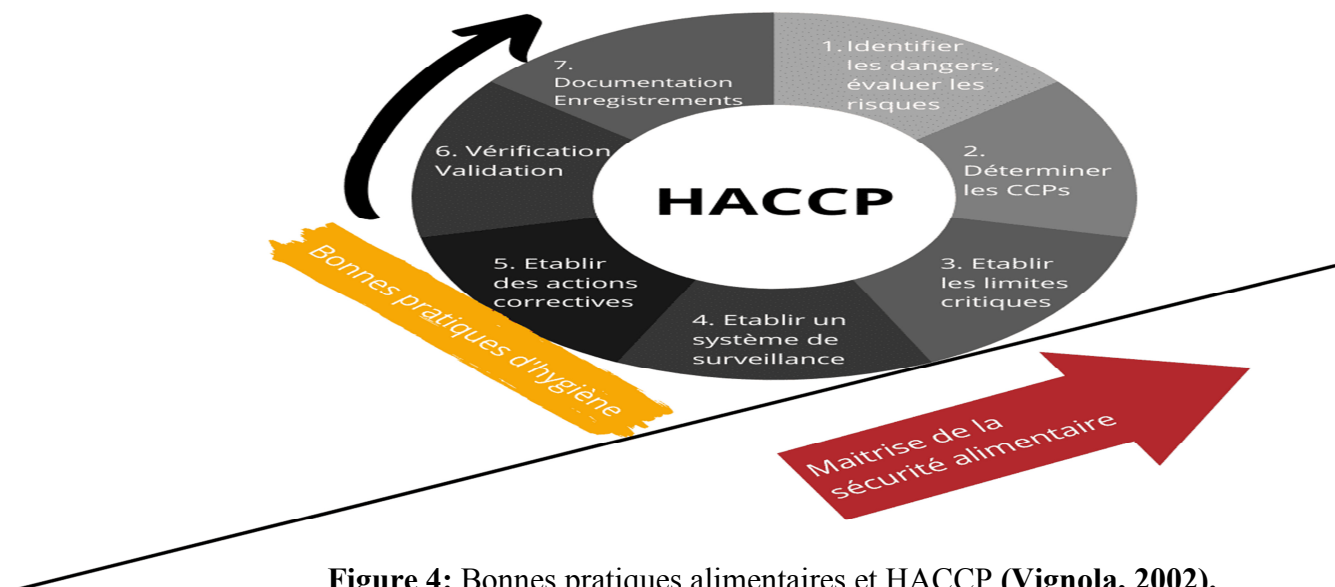 1. Identifier
les dangers,
évaluer les
risques
2.
Déterminer
les CCPs
3. Etablir
les limites
critiques
4. Etablir un
système de
surveillance
5. Etablir
des actions
correctives
6. Vérification
Validation
7.
Documentation
Enregistrements
HACCP
Bonnes pratiques d'hygiène
Maitrise de la
sécurité alimentaire
Figure 4: Bonnes pratiques alimentaires et HACCP (Vignola, 2002).